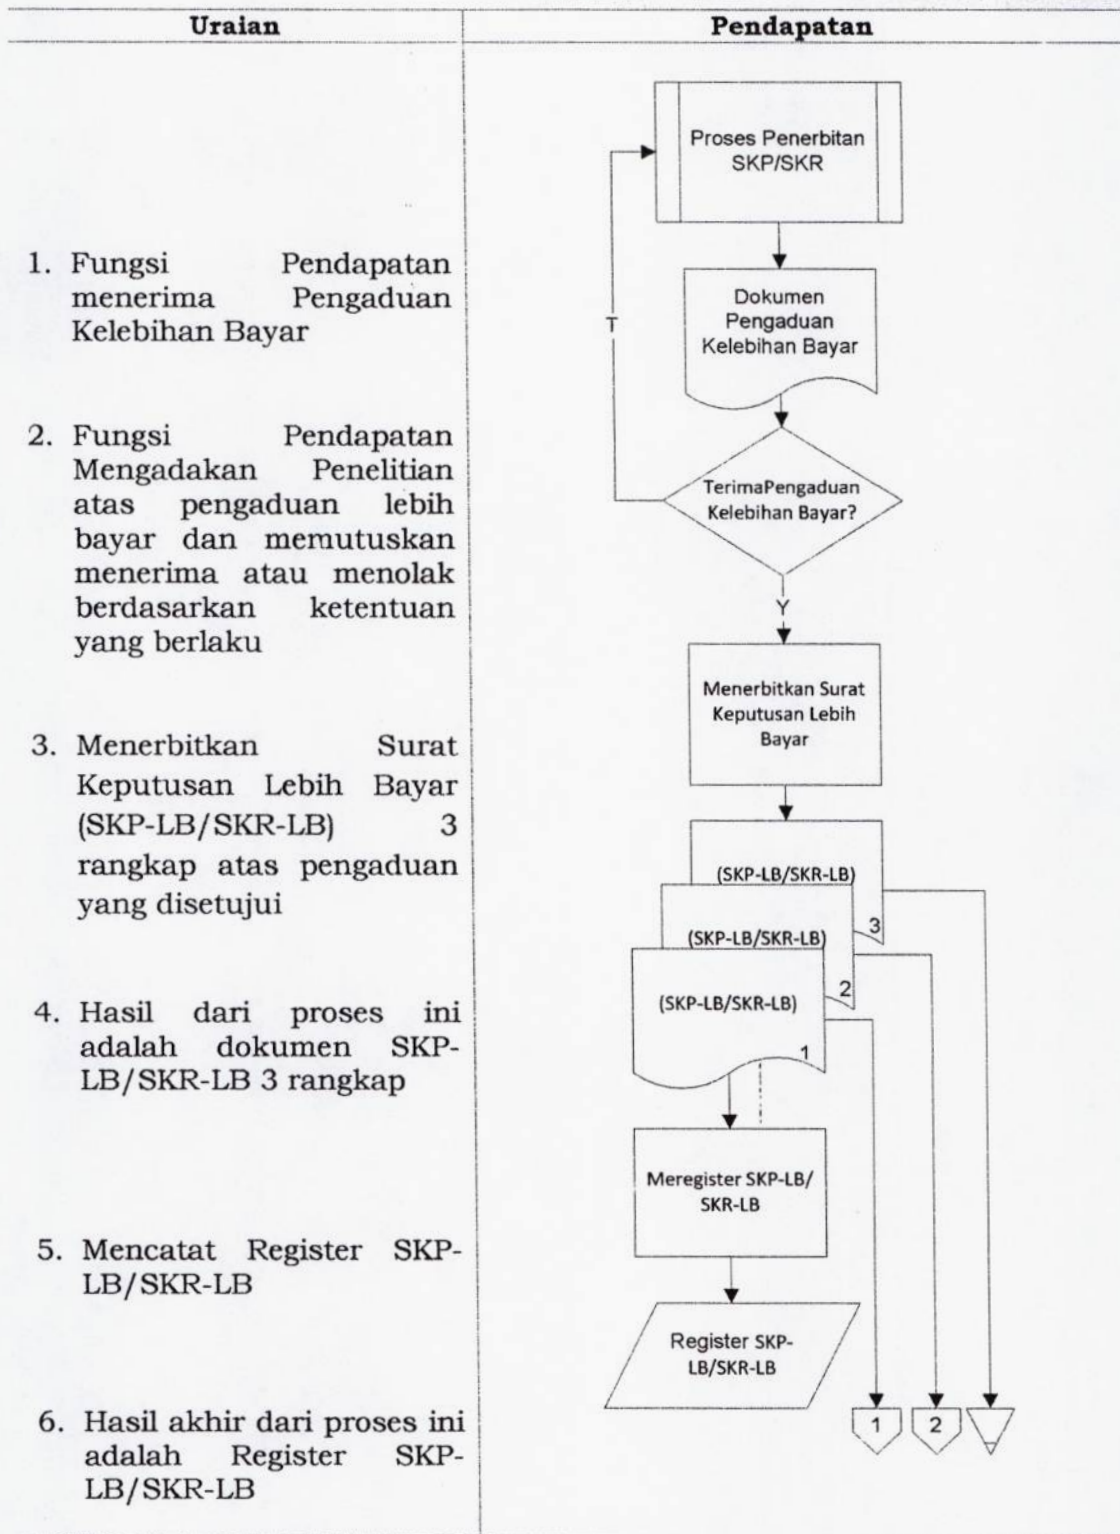 Uraian
Pendapatan
1. Fungsi Pendapatan
menerima Pengaduan
Kelebihan Bayar
2. Fungsi Pendapatan
Mengadakan Penelitian
atas pengaduan lebih
bayar dan memutuskan
menerima atau menolak
berdasarkan ketentuan
yang berlaku
3. Menerbitkan Surat
Keputusan Lebih Bayar
(SKP-LB/SKR-LB) 3
rangkap atas pengaduan
yang disetujui
4. Hasil dari proses ini
adalah dokumen SKP-
LB/SKR-LB 3 rangkap
5. Mencatat Register SKP-
LB/SKR-LB
6. Hasil akhir dari proses ini
adalah Register SKP-
LB/SKR-LB
Proses Penerbitan
SKP/SKR
Dokumen
Pengaduan
Kelebihan Bayar
T
TerimaPengaduan
Kelebihan Bayar?
Y
Menerbitkan Surat
Keputusan Lebih
Bayar
(SKP-LB/SKR-LB)
3
(SKP-LB/SKR-LB)
2
(SKP-LB/SKR-LB)
1
Meregister SKP-LB/
SKR-LB
Register SKP-
LB/SKR-LB
1
2